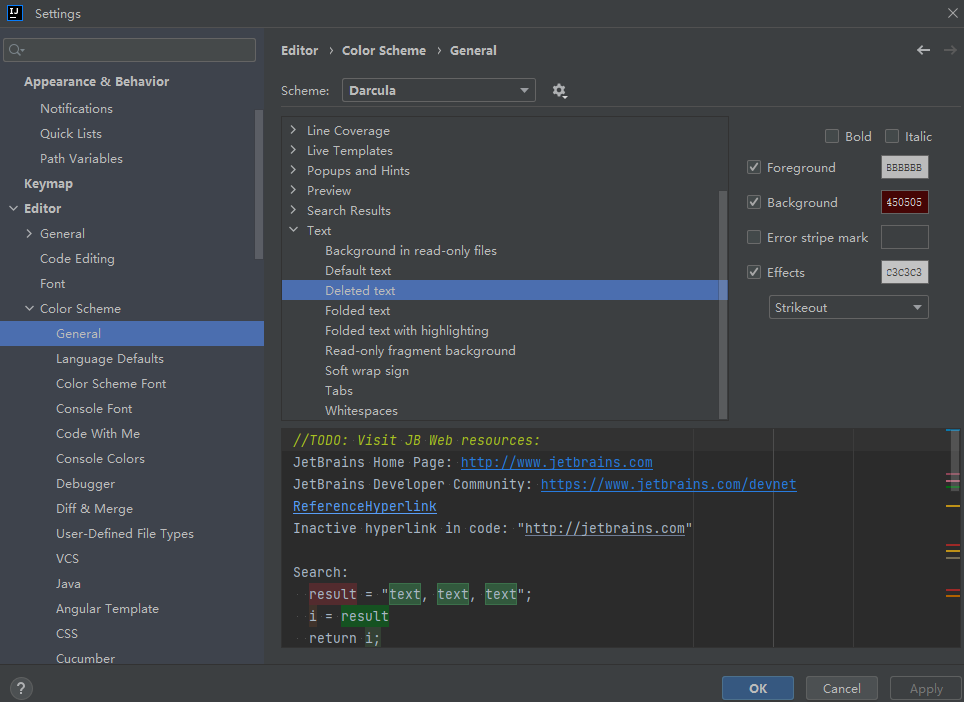 IJ
Settings
Appearance & Behavior
Notifications
Quick Lists
Path Variables
Keymap
Editor
General
Code Editing
Font
Color Scheme
General
Language Defaults
Color Scheme Font
Console Font
Code With Me
Console Colors
Debugger
Diff & Merge
User-Defined File Types
VCS
Java
Angular Template
CSS
Cucumber
Editor › Color Scheme › General
Scheme: Darcula
Line Coverage
Live Templates
Popups and Hints
Preview
Search Results
Text
Background in read-only files
Default text
Deleted text
Folded text
Folded text with highlighting
Read-only fragment background
Soft wrap sign
Tabs
Whitespaces
Bold Italic
Foreground BBBBBB
Background 450505
Error stripe mark
Effects C3C3C3
Strikeout
//TODO: Visit JB Web resources:
JetBrains Home Page: http://www.jetbrains.com
JetBrains Developer Community: https://www.jetbrains.com/devnet
ReferenceHyperlink
Inactive hyperlink in code: "http://jetbrains.com"
Search:
result = "text, text, text";
i = result
return i;
? OK Cancel Apply